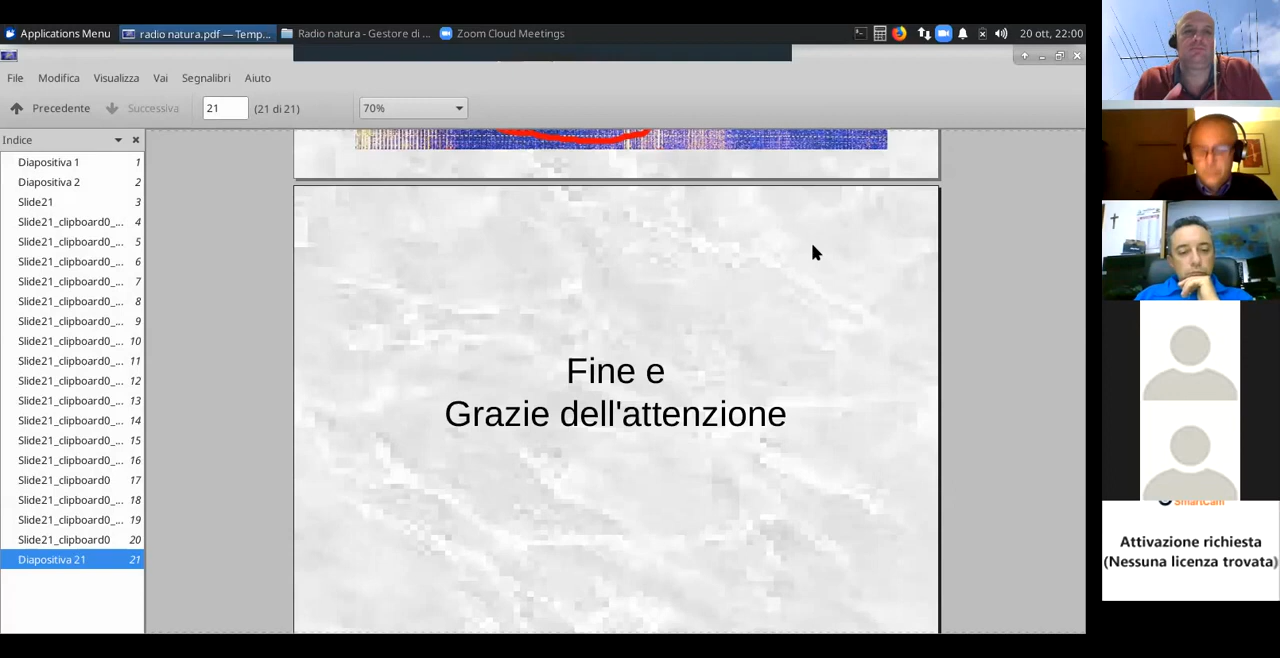 Applications Menu
radio natura.pdf — Temp...
Radio natura - Gestore di ...
Zoom Cloud Meetings
20 ott, 22:00
File
Modifica
Visualizza
Vai
Segnalibri
Aiuto
Precedente
Successiva
21
(21 di 21)
70%
Indice
Diapositiva 1 1
Diapositiva 2 2
Slide21 3
Slide21_clipboard0_... 4
Slide21_clipboard0_... 5
Slide21_clipboard0_... 6
Slide21_clipboard0_... 7
Slide21_clipboard0_... 8
Slide21_clipboard0_... 9
Slide21_clipboard0_... 10
Slide21_clipboard0_... 11
Slide21_clipboard0_... 12
Slide21_clipboard0_... 13
Slide21_clipboard0_... 14
Slide21_clipboard0_... 15
Slide21_clipboard0_... 16
Slide21_clipboard0 17
Slide21_clipboard0_... 18
Slide21_clipboard0_... 19
Slide21_clipboard0 20
Diapositiva 21 21
Fine e
Grazie dell'attenzione
SmartCam
Attivazione richiesta
(Nessuna licenza trovata)